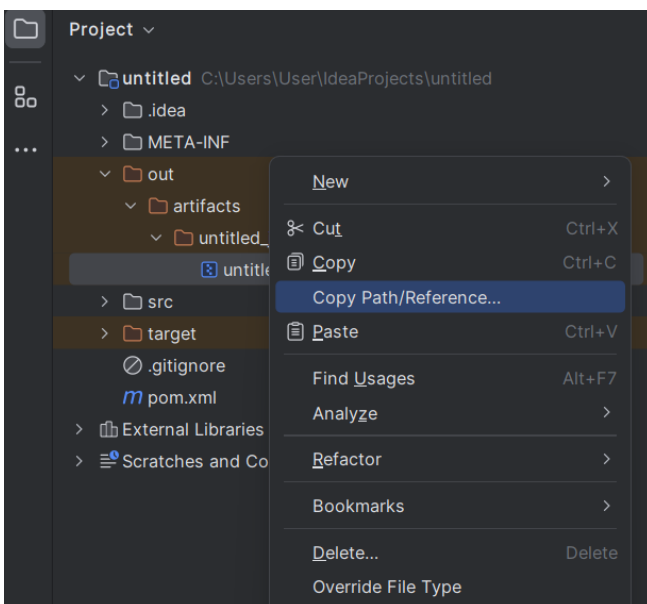 Project
untitled C:\Users\User\IdeaProjects\untitled
.idea
META-INF
out
artifacts
untitled_
untitle
src
target
.gitignore
m pom.xml
External Libraries
Scratches and Co
New
Cut Ctrl+X
Copy Ctrl+C
Copy Path/Reference...
Paste Ctrl+V
Find Usages Alt+F7
Analyze
Refactor
Bookmarks
Delete... Delete
Override File Type